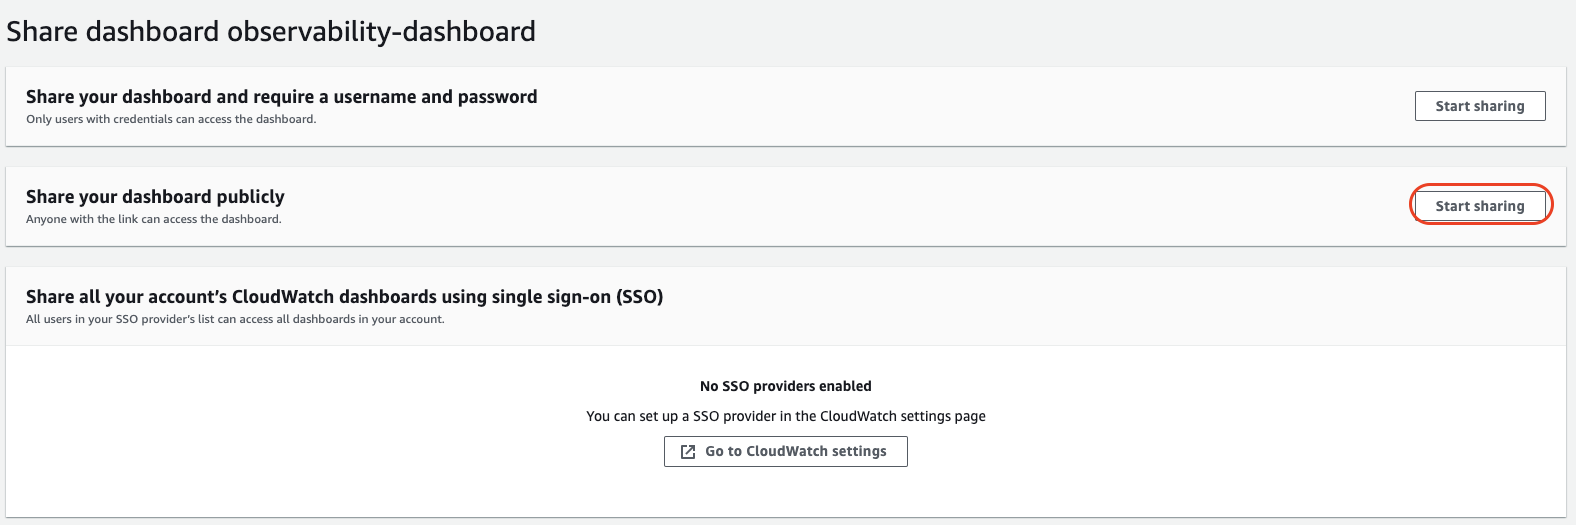 Share dashboard observability-dashboard
Share your dashboard and require a username and password
Only users with credentials can access the dashboard.
Start sharing
Share your dashboard publicly
Anyone with the link can access the dashboard.
Start sharing
Share all your account’s CloudWatch dashboards using single sign-on (SSO)
All users in your SSO provider’s list can access all dashboards in your account.
No SSO providers enabled
You can set up a SSO provider in the CloudWatch settings page
Go to CloudWatch settings